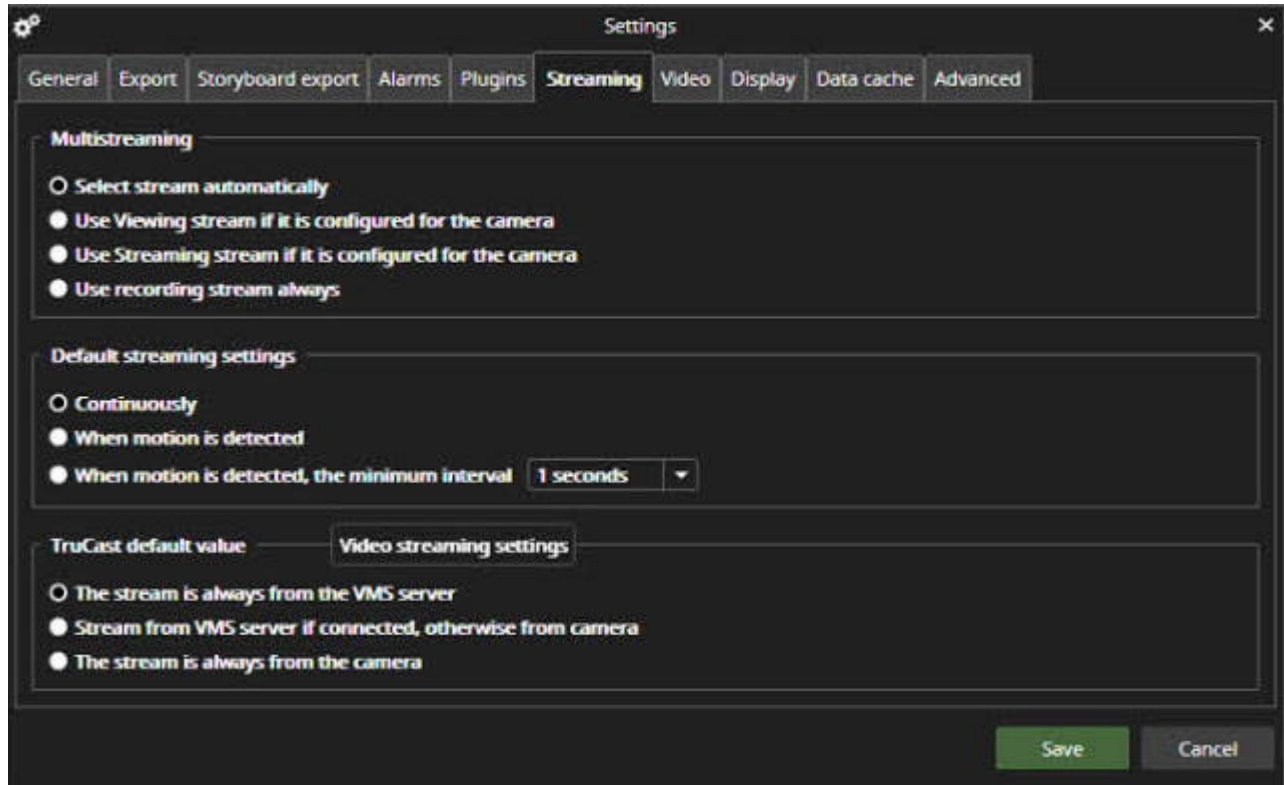 Settings
General Export Storyboard export Alarms Plugins Streaming Video Display Data cache Advanced
Multistreaming
Select stream automatically
Use Viewing stream if it is configured for the camera
Use Streaming stream if it is configured for the camera
Use recording stream always
Default streaming settings
Continuously
When motion is detected
When motion is detected, the minimum interval 1 seconds
TruCast default value Video streaming settings
The stream is always from the VMS server
Stream from VMS server if connected, otherwise from camera
The stream is always from the camera
Save Cancel